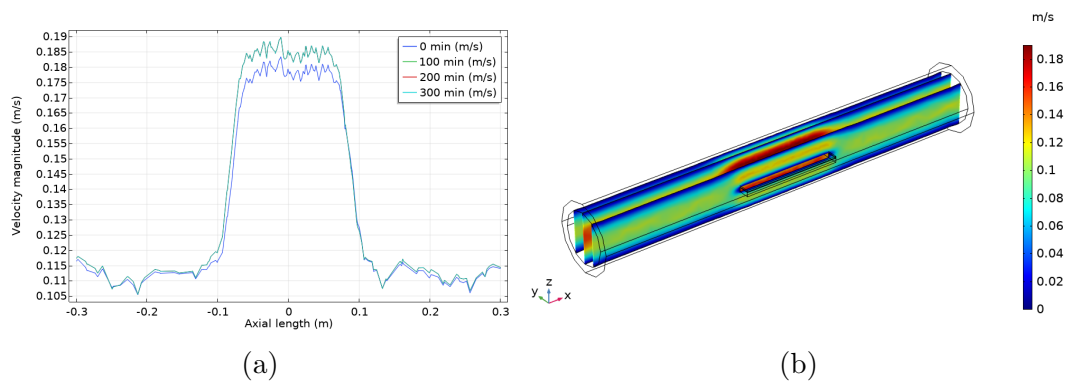 0.19
0.185
0.18
0.175
0.17
0.165
0.16
0.155
0.15
0.145
0.14
0.135
0.13
0.125
0.12
0.115
0.11
0.105
Velocity magnitude (m/s)
-0.3
-0.2
-0.1
0
0.1
0.2
0.3
Axial length (m)
0 min (m/s)
100 min (m/s)
200 min (m/s)
300 min (m/s)
(a)
m/s
0.18
0.16
0.14
0.12
0.1
0.08
0.06
0.04
0.02
0
y
z
x
(b)